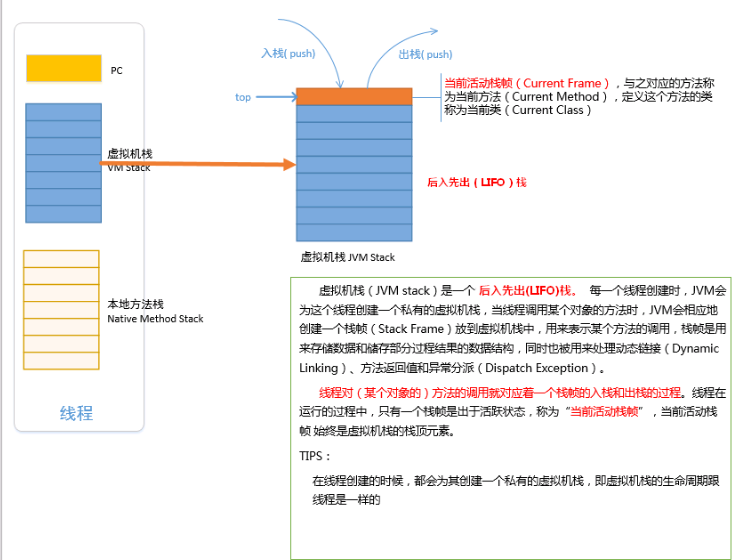 入栈( push)
出栈( push)
PC
top
当前活动栈帧（Current Frame），与之对应的方法称
为当前方法（Current Method），定义这个方法的类
称为当前类（Current Class）
虚拟机栈
VM Stack
后入先出（LIFO）栈
虚拟机栈 JVM Stack
本地方法栈
Native Method Stack
线程
虚拟机栈（JVM stack）是一个 后入先出(LIFO)栈。 每一个线程创建时，JVM会
为这个线程创建一个私有的虚拟机栈，当线程调用某个对象的方法时，JVM会相应地
创建一个栈帧（Stack Frame）放到虚拟机栈中，用来表示某个方法的调用，栈帧是用
来存储数据和储存部分过程结果的数据结构，同时也被用来处理动态链接（Dynamic
Linking）、方法返回值和异常分派（Dispatch Exception）。
线程对（某个对象的）方法的调用就对应着一个栈帧的入栈和出栈的过程。线程在
运行的过程中，只有一个栈帧是出于活跃状态，称为“当前活动栈帧”，当前活动栈
帧 始终是虚拟机栈的栈顶元素。
TIPS：
在线程创建的时候，都会为其创建一个私有的虚拟机栈，即虚拟机栈的生命周期跟
线程是一样的